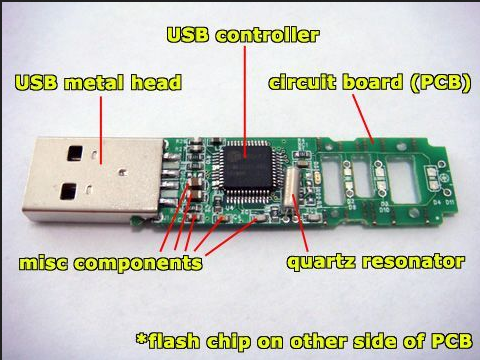 USB controller
USB metal head
circuit board (PCB)
misc components
quartz resonator
*flash chip on other side of PCB